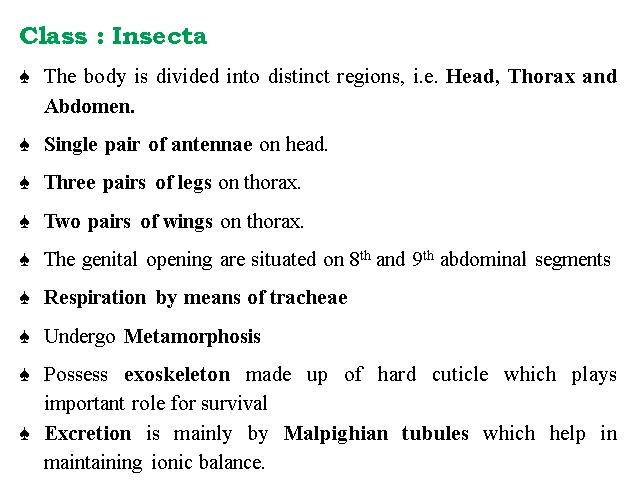 Class : Insecta
♠ The body is divided into distinct regions, i.e. Head, Thorax and
Abdomen.
♠ Single pair of antennae on head.
♠ Three pairs of legs on thorax.
♠ Two pairs of wings on thorax.
♠ The genital opening are situated on 8th and 9th abdominal segments
♠ Respiration by means of tracheae
♠ Undergo Metamorphosis
♠ Possess exoskeleton made up of hard cuticle which plays
important role for survival
♠ Excretion is mainly by Malpighian tubules which help in
maintaining ionic balance.